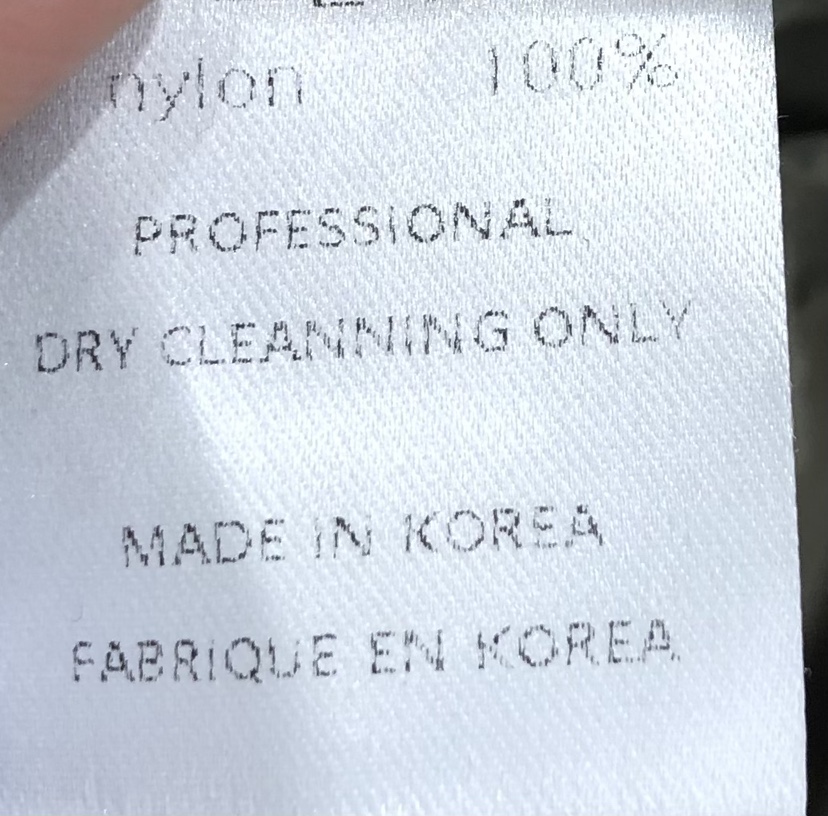 nylon 100%
PROFESSIONAL
DRY CLEANNING ONLY
MADE IN KOREA
FABRIQUE EN KOREA